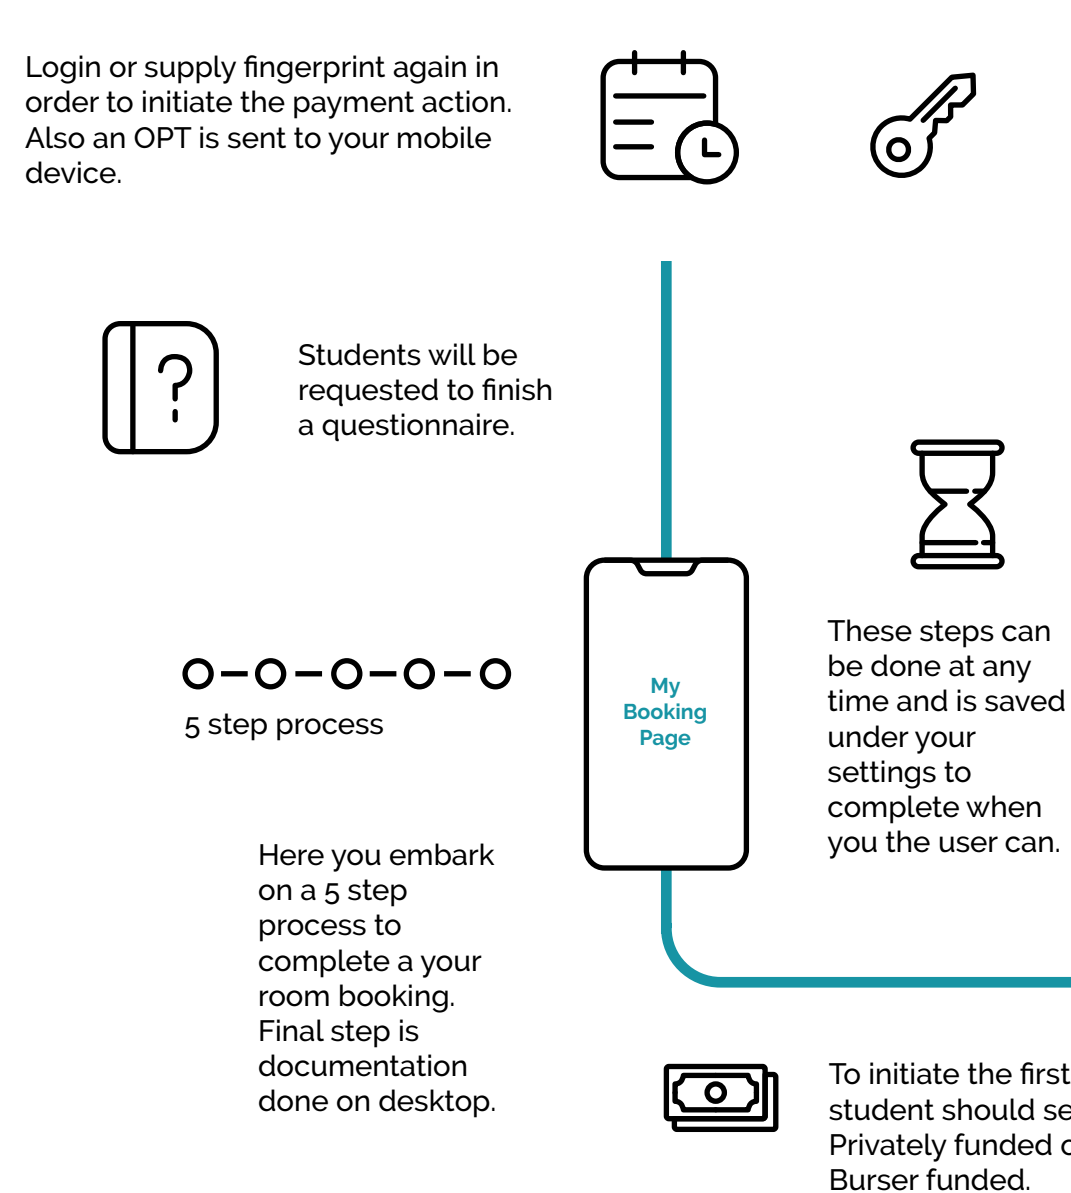 Login or supply fingerprint again in
order to initiate the payment action.
Also an OPT is sent to your mobile
device.
Students will be
requested to finish
a questionnaire.
5 step process
My
Booking
Page
These steps can
be done at any
time and is saved
under your
settings to
complete when
you the user can.
Here you embark
on a 5 step
process to
complete a your
room booking.
Final step is
documentation
done on desktop.
To initiate the first
student should
Privately funded
Burser funded.